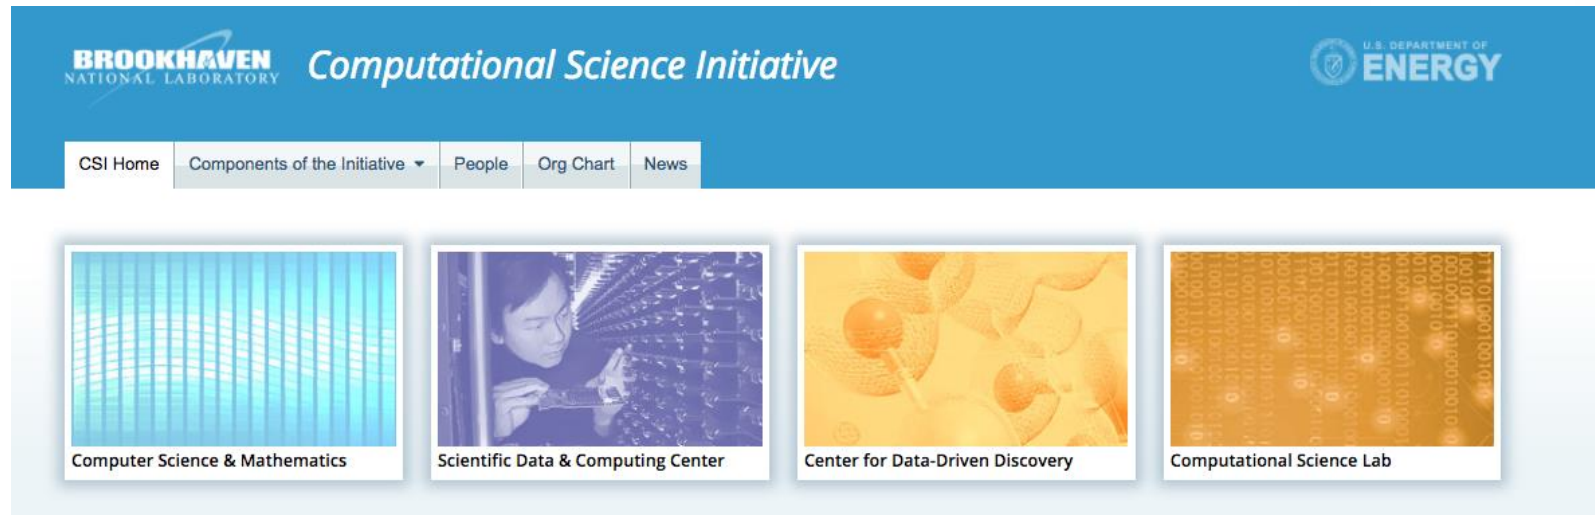 BROOKHAVEN
NATIONAL LABORATORY
Computational Science Initiative
U.S. DEPARTMENT OF
ENERGY
CSI Home
Components of the Initiative
People
Org Chart
News
Computer Science & Mathematics
Scientific Data & Computing Center
Center for Data-Driven Discovery
Computational Science Lab